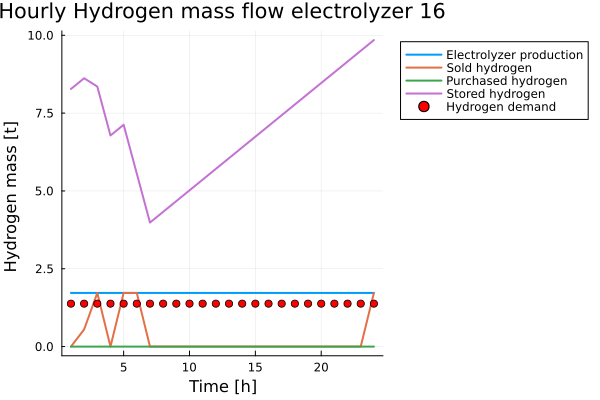 Hourly Hydrogen mass flow electrolyzer 16
Electrolyzer production
Sold hydrogen
Purchased hydrogen
Stored hydrogen
Hydrogen demand
Hydrogen mass [t]
10.0
7.5
5.0
2.5
0.0
5
10
15
20
Time [h]